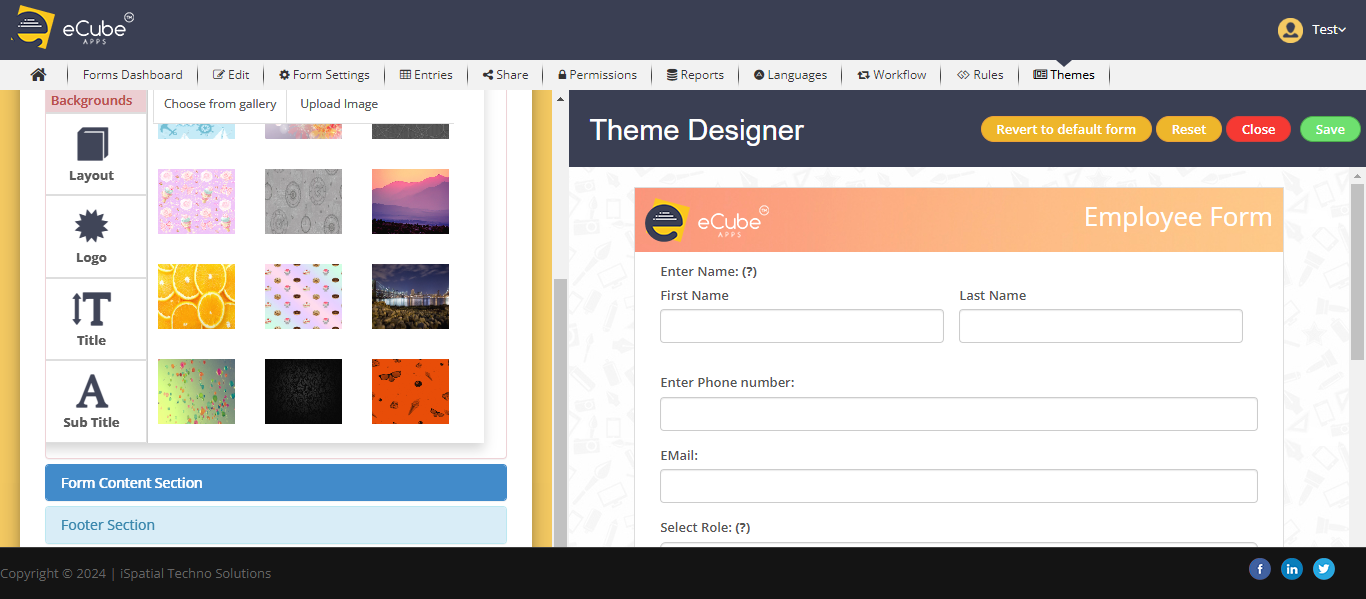 eCube
TM
APPS
Test
Forms Dashboard
Edit
Form Settings
Entries
Share
Permissions
Reports
Languages
Workflow
Rules
Themes
Backgrounds
Layout
Logo
Title
Sub Title
Choose from gallery
Upload Image
Form Content Section
Footer Section
Theme Designer
Revert to default form
Reset
Close
Save
eCube
TM
APPS
Employee Form
Enter Name: (?)
First Name
Last Name
Enter Phone number:
EMail:
Select Role: (?)
Copyright © 2024 | iSpatial Techno Solutions